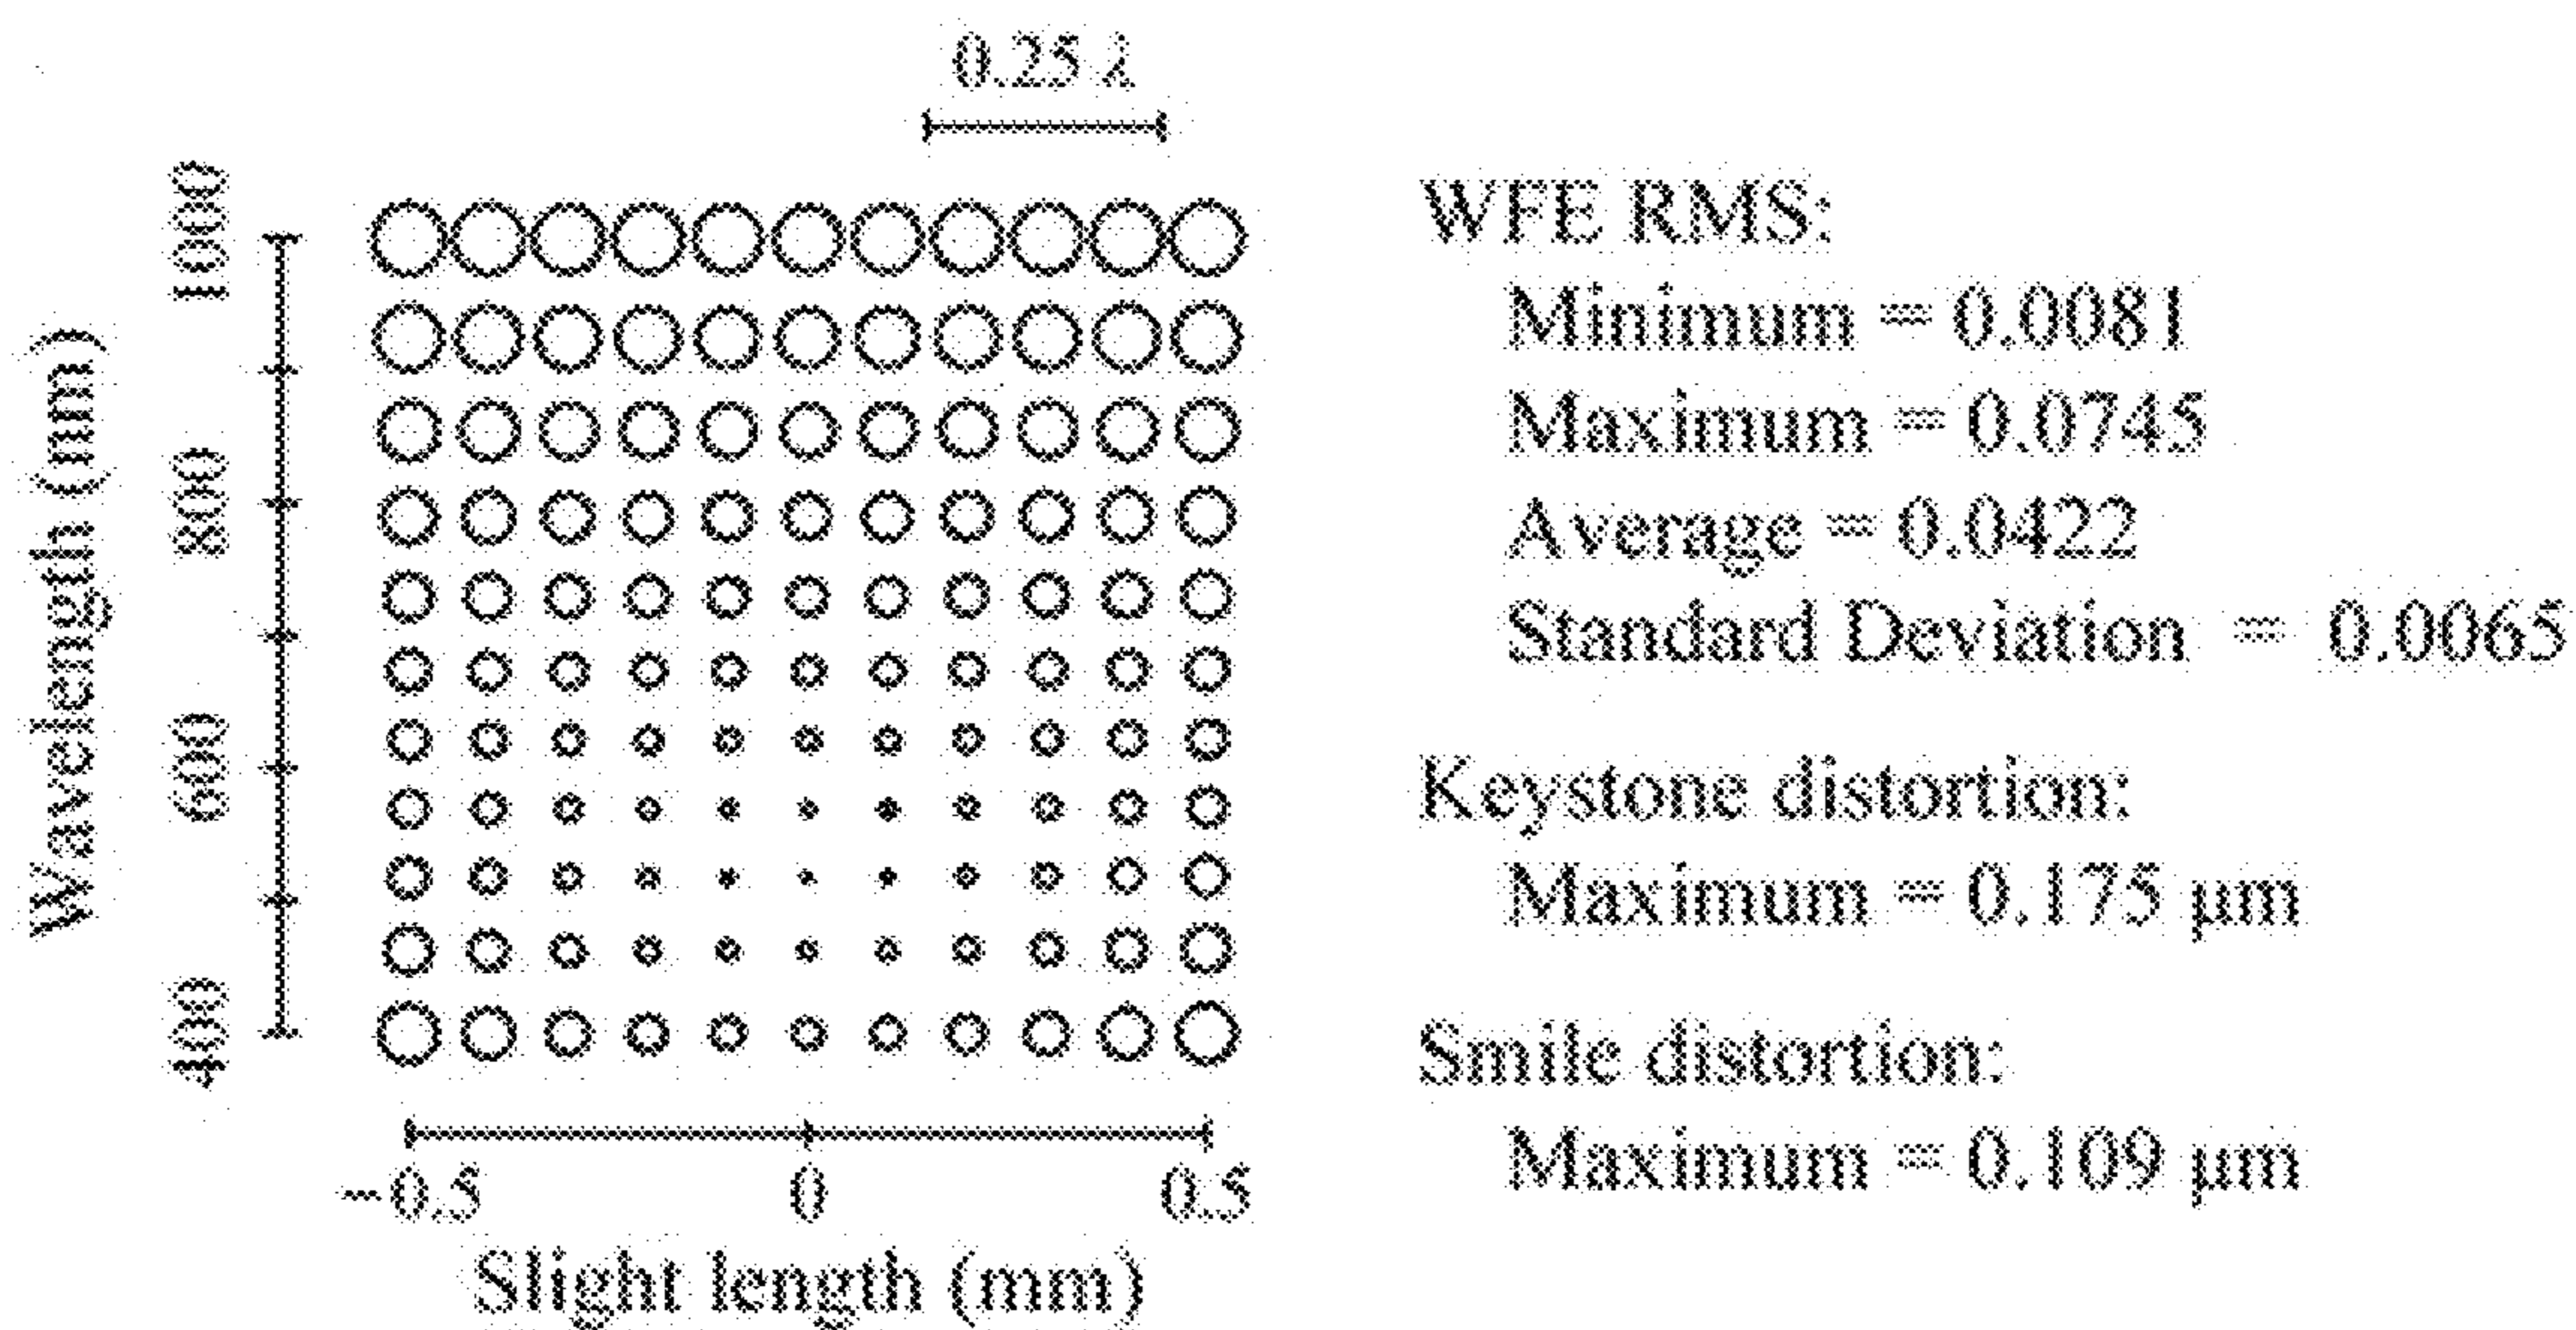 0.25 λ
Wavelength (nm)
1000
800
600
400
−0.5 0 0.5
Slight length (mm)
WFE RMS:
Minimum = 0.0081
Maximum = 0.0745
Average = 0.0422
Standard Deviation = 0.0065
Keystone distortion:
Maximum = 0.175 μm
Smile distortion:
Maximum = 0.109 μm